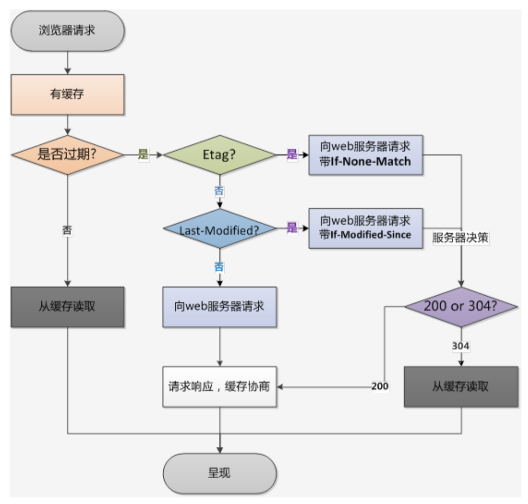 浏览器请求
有缓存
是否过期?
是
Etag?
是
向web服务器请求
带If-None-Match
否
否
Last-Modified?
是
向web服务器请求
带If-Modified-Since
服务器决策
否
从缓存读取
向web服务器请求
200 or 304?
304
请求响应，缓存协商
200
从缓存读取
呈现